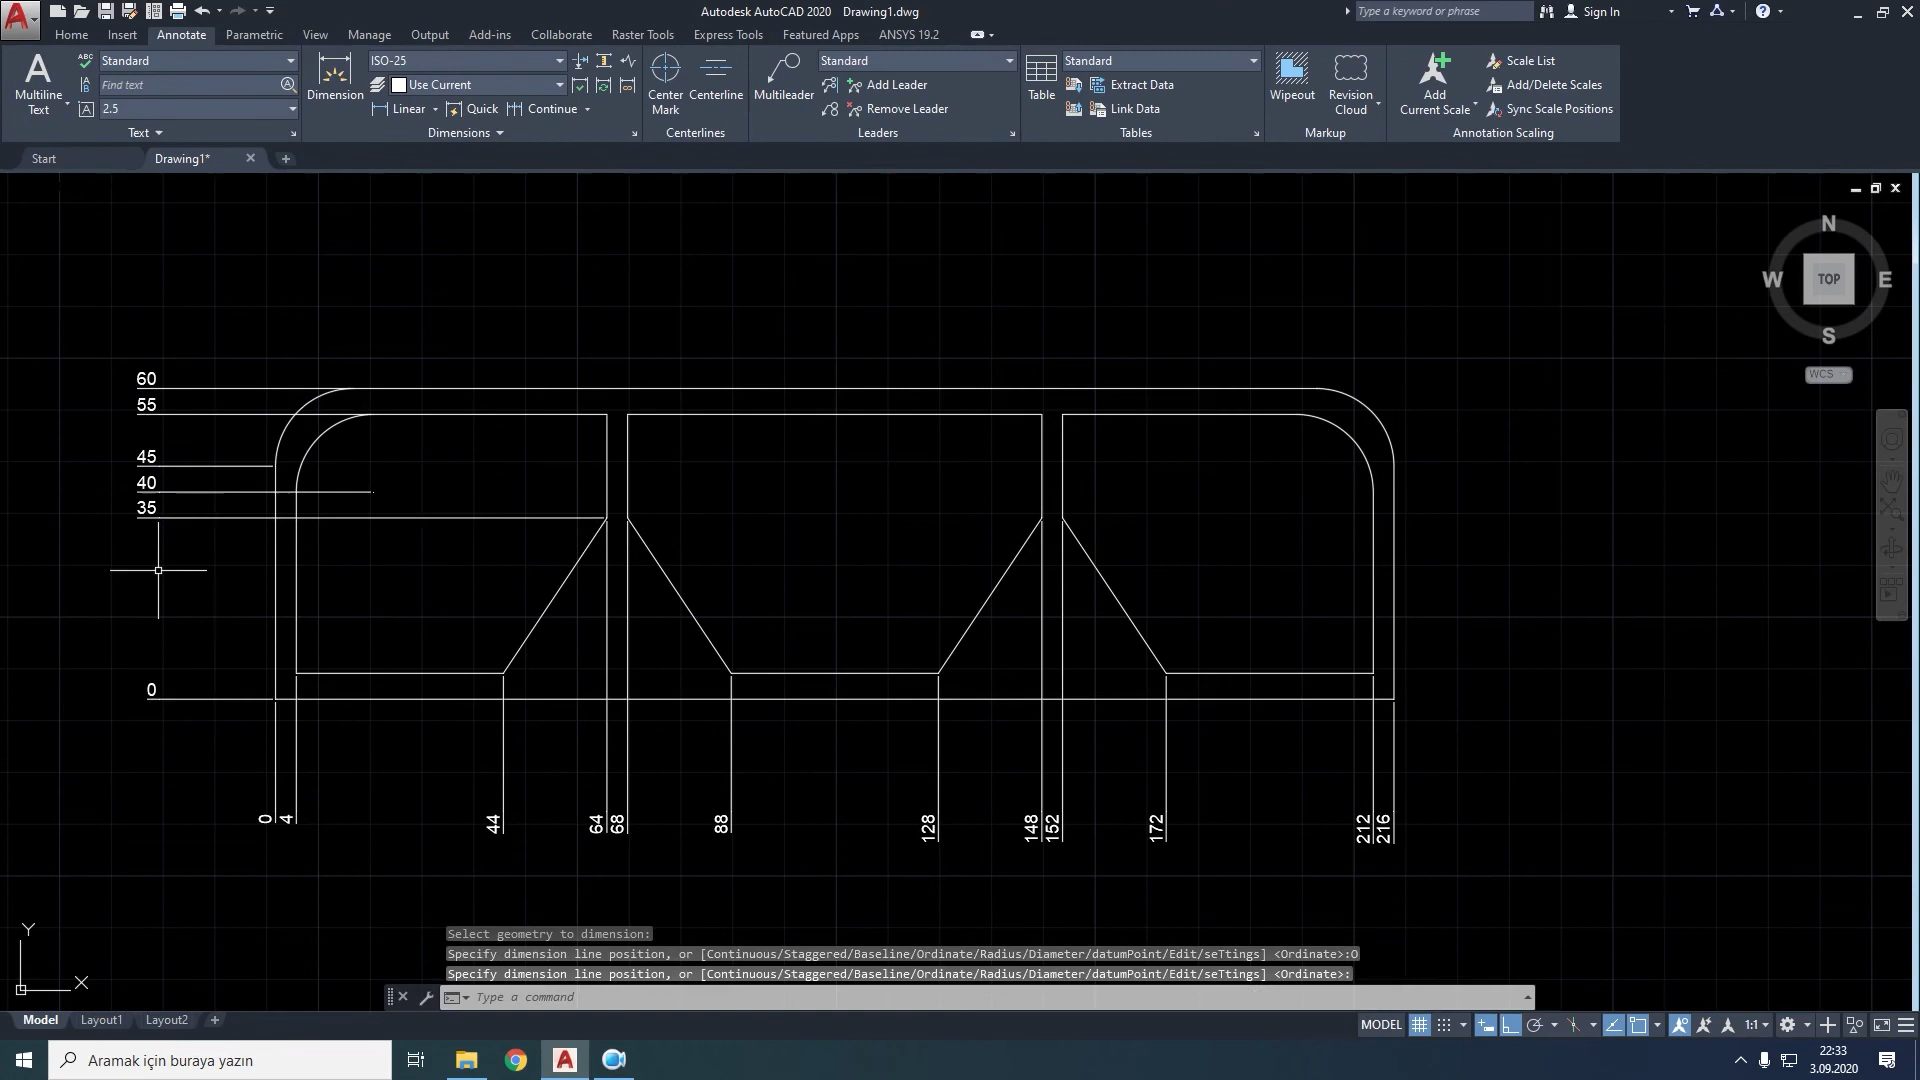 Autodesk AutoCAD 2020 Drawing1.dwg
Type a keyword or phrase
Sign In
Home Insert Annotate Parametric View Manage Output Add-ins Collaborate Raster Tools Express Tools Featured Apps ANSYS 19.2
Multiline
Text
ABC
Standard
Find text
2.5
Text
Dimension
ISO-25
Use Current
Linear Quick Continue
Dimensions
Center
Mark
Centerline
Centerlines
Multileader
Standard
Add Leader
Remove Leader
Leaders
Table
Standard
Extract Data
Link Data
Tables
Wipeout
Revision
Cloud
Markup
Add
Current Scale
Scale List
Add/Delete Scales
Sync Scale Positions
Annotation Scaling
Start
Drawing1*
N
W TOP E
S
WCS
60
55
45
40
35
0
0 4 44 64 68 88 128 148 152 172 212 216
Y
X
Select geometry to dimension:
Specify dimension line position, or [Continuous/Staggered/Baseline/Ordinate/Radius/Diameter/datumPoint/Edit/seTtings] <Ordinate>:O
Specify dimension line position, or [Continuous/Staggered/Baseline/Ordinate/Radius/Diameter/datumPoint/Edit/seTtings] <Ordinate>:
Type a command
Model Layout1 Layout2
MODEL 1:1
Aramak için buraya yazın
22:33
3.09.2020